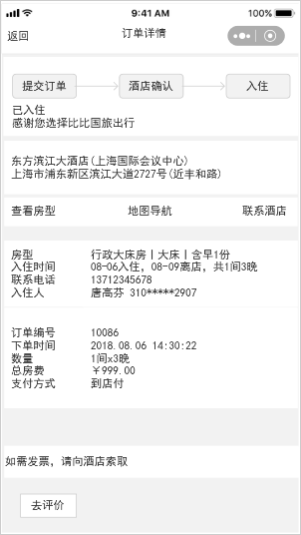 9:41 AM
100%
返回
订单详情
提交订单
酒店确认
入住
已入住
感谢您选择比比国旅出行
东方滨江大酒店(上海国际会议中心)
上海市浦东新区滨江大道2727号(近丰和路)
查看房型
地图导航
联系酒店
房型 行政大床房丨大床丨含早1份
入住时间 08-06入住，08-09离店，共1间3晚
联系电话 13712345678
入住人 唐高芬 310*****2907
订单编号 10086
下单时间 2018.08.06 14:30:22
数量 1间x3晚
总房费 ￥999.00
支付方式 到店付
如需发票，请向酒店索取
去评价